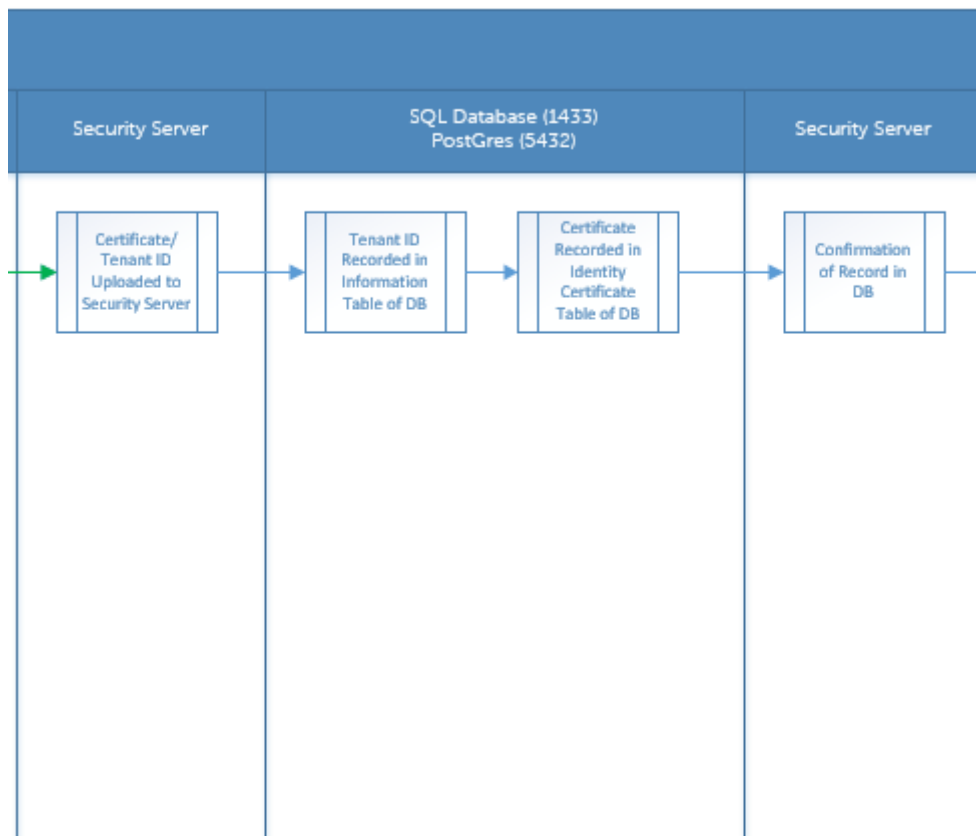 Security Server
SQL Database (1433)
PostGres (5432)
Security Server
Certificate/
Tenant ID
Uploaded to
Security Server
Tenant ID
Recorded in
Information
Table of DB
Certificate
Recorded in
Identity
Certificate
Table of DB
Confirmation
of Record in
DB